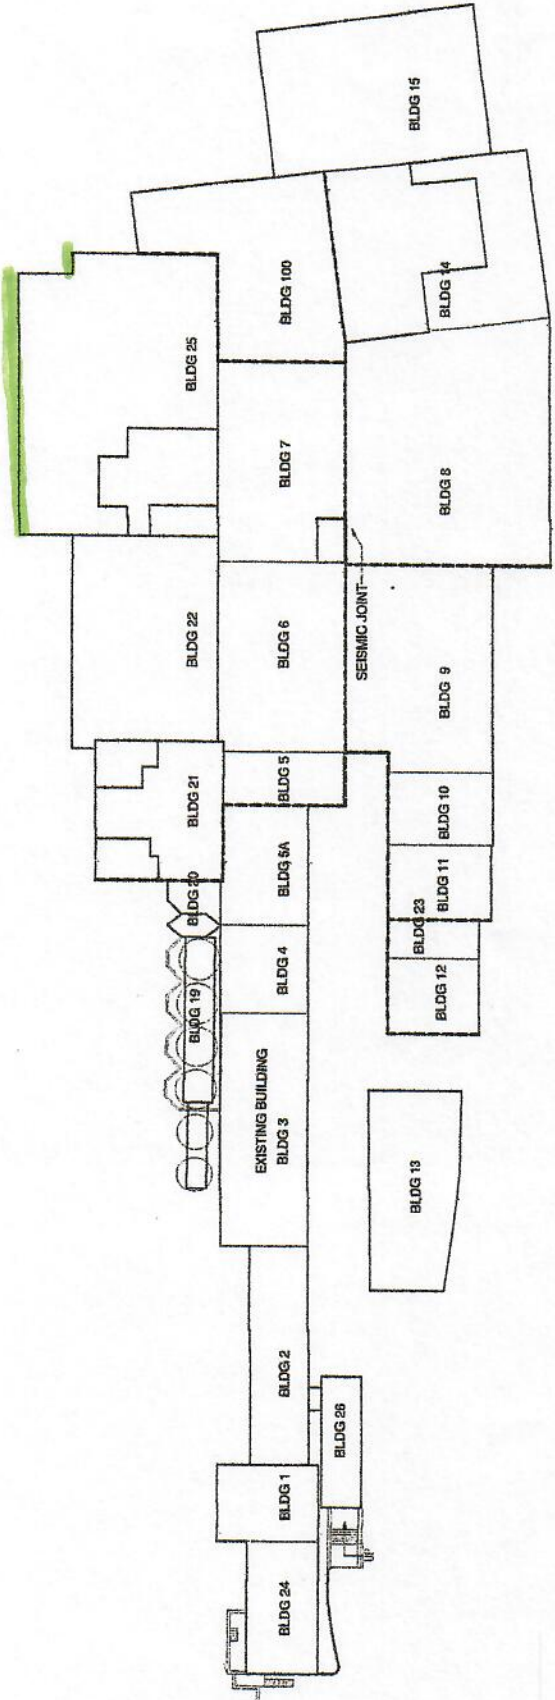 BLDG 15
BLDG 14
BLDG 100
BLDG 25
BLDG 7
BLDG 8
SEISMIC JOINT
BLDG 22
BLDG 6
BLDG 9
BLDG 5
BLDG 21
BLDG 10
BLDG 5A
BLDG 11
BLDG 20
BLDG 23
BLDG 4
BLDG 12
BLDG 19
EXISTING BUILDING
BLDG 3
BLDG 13
BLDG 2
BLDG 26
BLDG 1
UP
BLDG 24